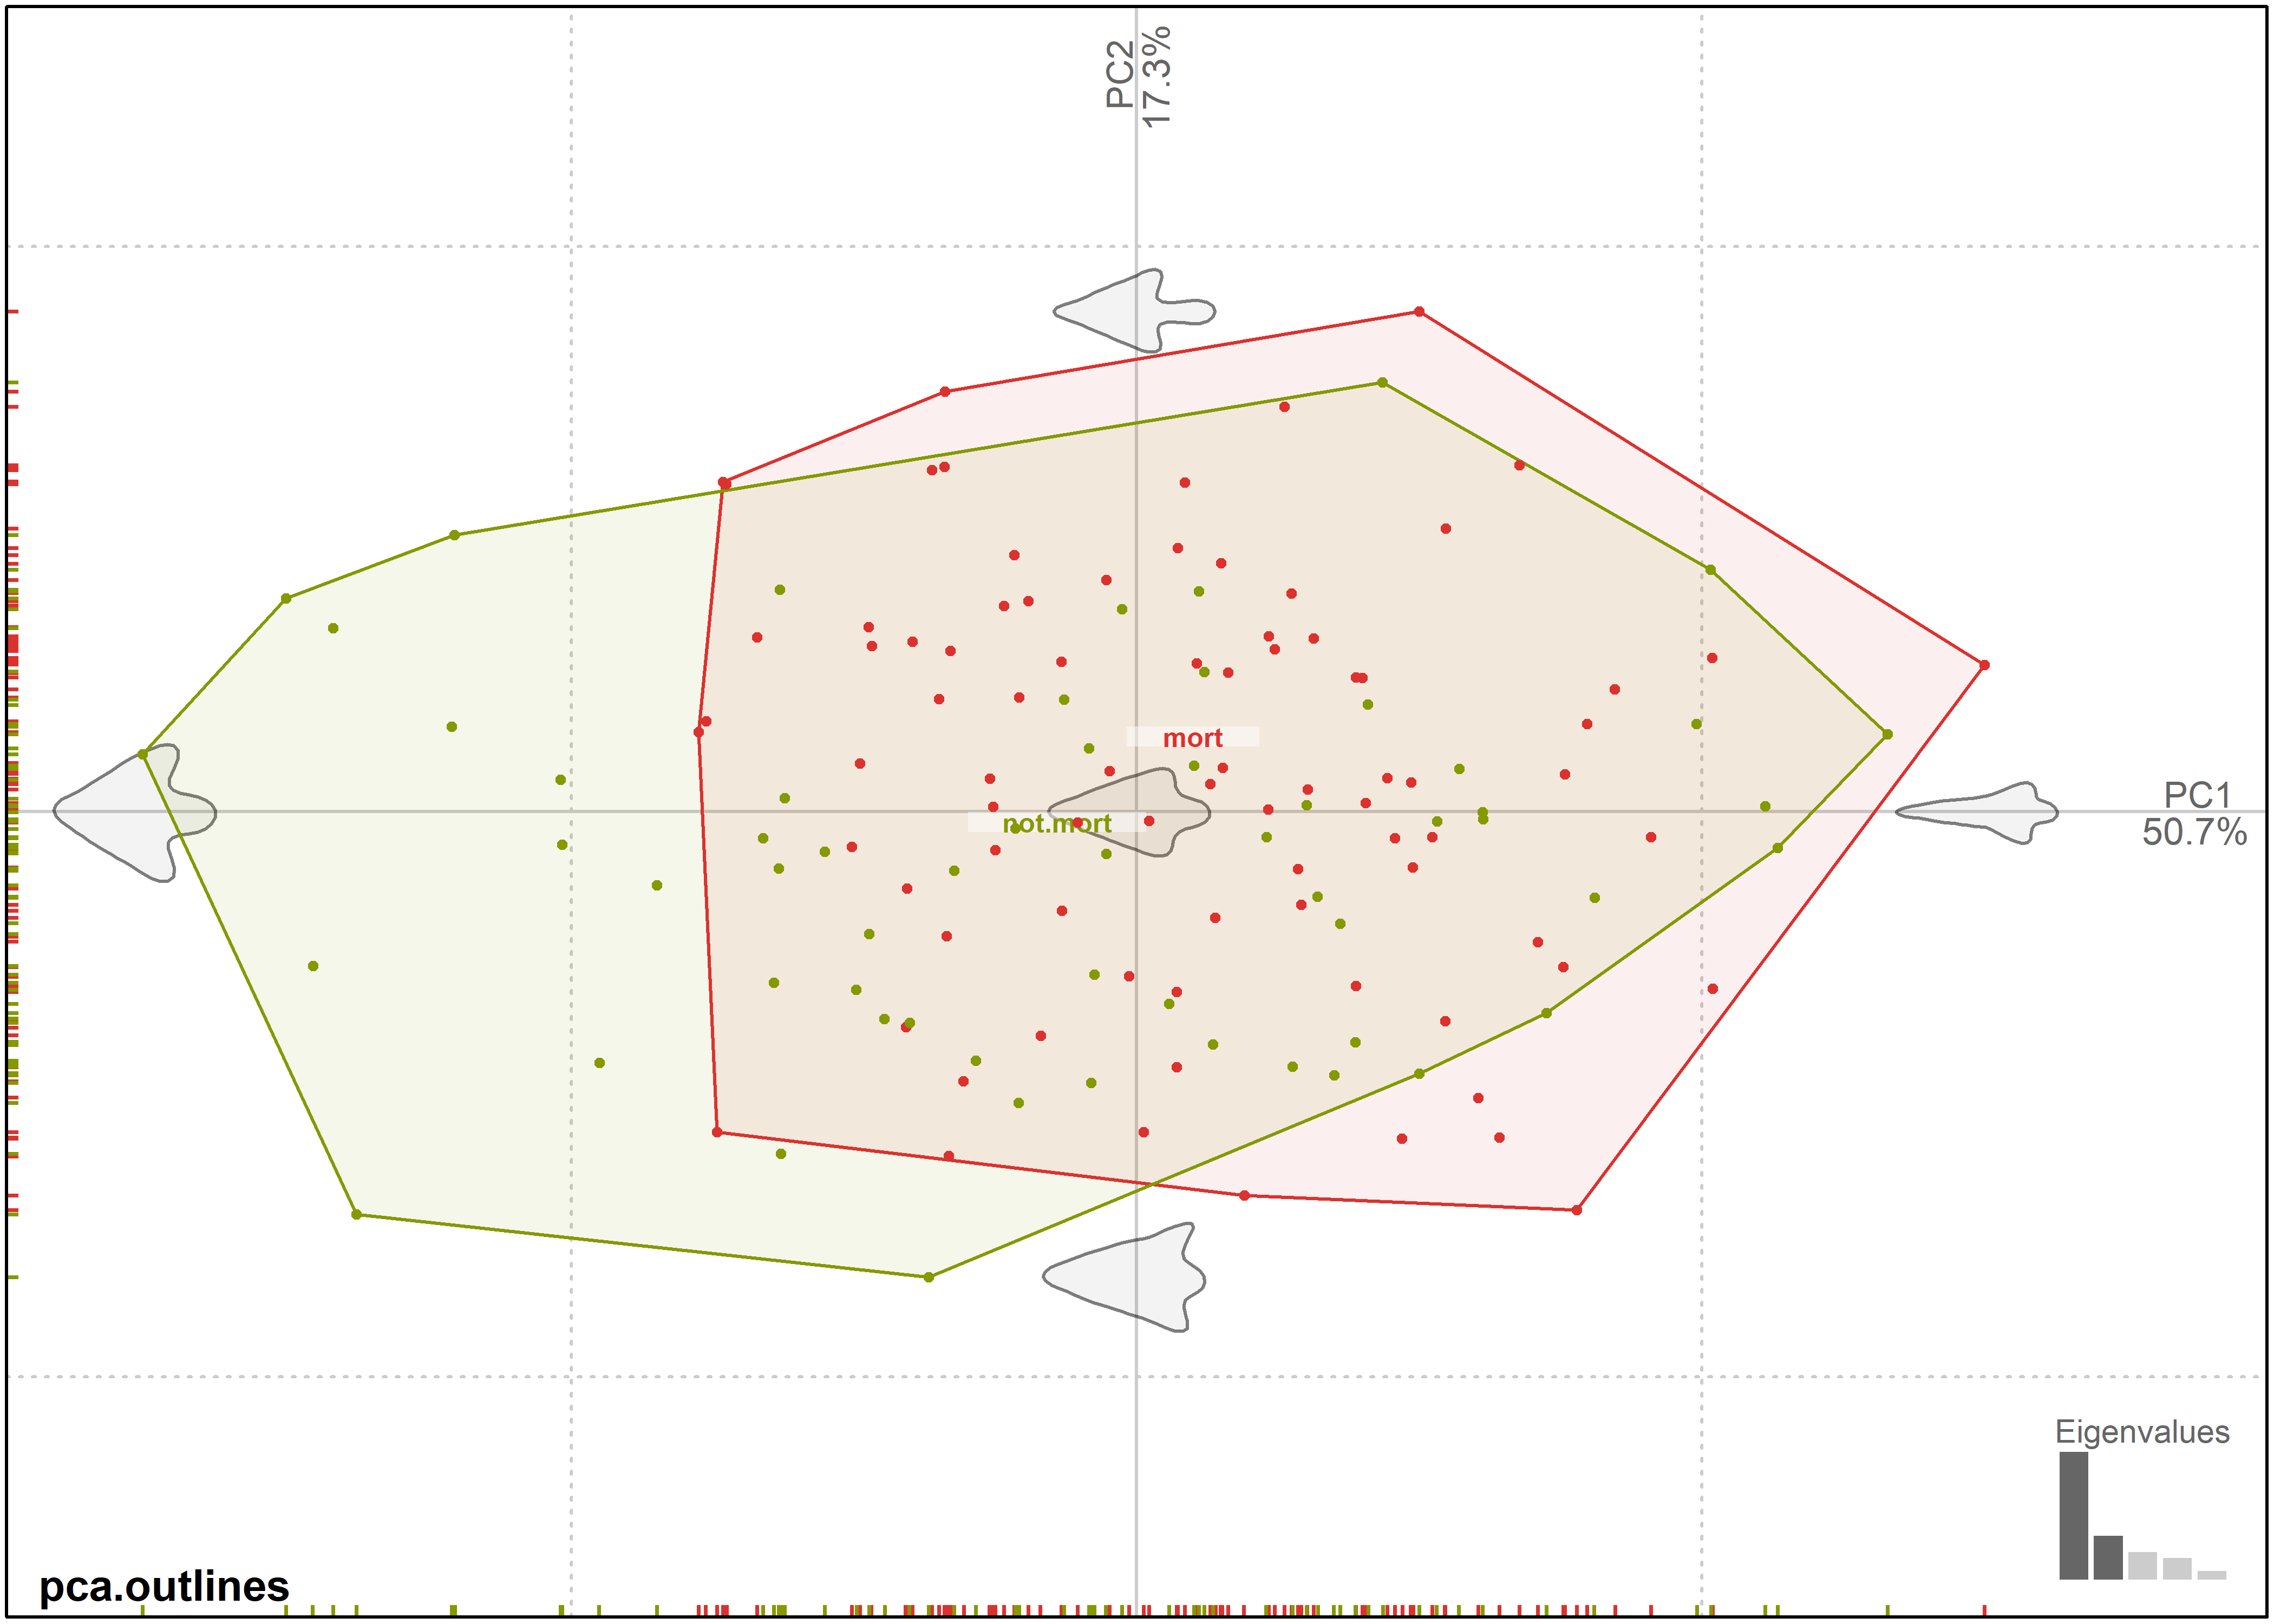 PC2
17.3%
mort
PC1
50.7%
not.mort
Eigenvalues
pca.outlines